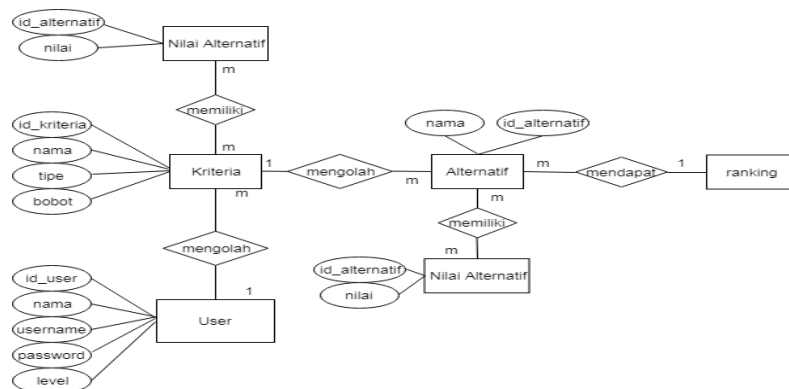 id_alternatif
nilai
Nilai Alternatif
m
memiliki
m
id_kriteria
nama
tipe
bobot
Kriteria
1
mengolah
m
nama
id_alternatif
Alternatif
m
mendapat
1
ranking
m
mengolah
1
m
memiliki
m
id_alternatif
nilai
Nilai Alternatif
id_user
nama
username
password
level
User